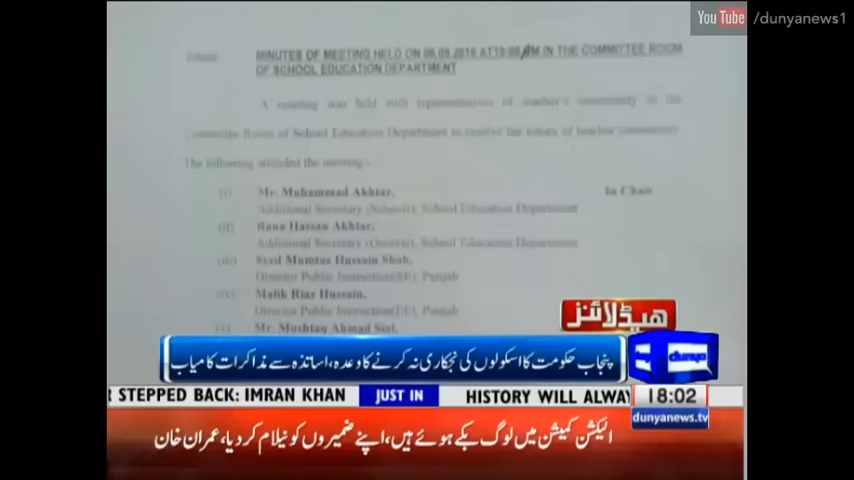 You Tube /dunyanews1
MINUTES OF MEETING HELD ON 06.05.2016 AT 10:00 AM IN THE COMMITTEE ROOM
OF SCHOOL EDUCATION DEPARTMENT
A meeting was held with representatives of teacher's community in the
Committee Room of School Education Department to resolve the issues of teacher community.
The following attended the meeting:-
(i) Mr. Muhammad Akhtar, In Chair
Additional Secretary (Schools), School Education Department
(ii) Rana Hassan Akhtar,
Additional Secretary (General), School Education Department
(iii) Syed Mumtaz Hussain Shah,
Director Public Instruction(SE), Punjab
(iv) Malik Riaz Hussain,
Director Public Instruction(EE), Punjab
(v) Mr. Mushtaq Ahmad Sial,
ہیڈلائنز
پنجاب حکومت کا اسکولوں کی نجکاری نہ کرنے کا وعدہ، اساتذہ سے مذاکرات کامیاب
dunya
R STEPPED BACK: IMRAN KHAN JUST IN HISTORY WILL ALWAY 18:02
dunyanews.tv
الیکشن کمیشن میں لوگ بکے ہوئے ہیں، اپنے ضمیروں کو نیلام کر دیا، عمران خان